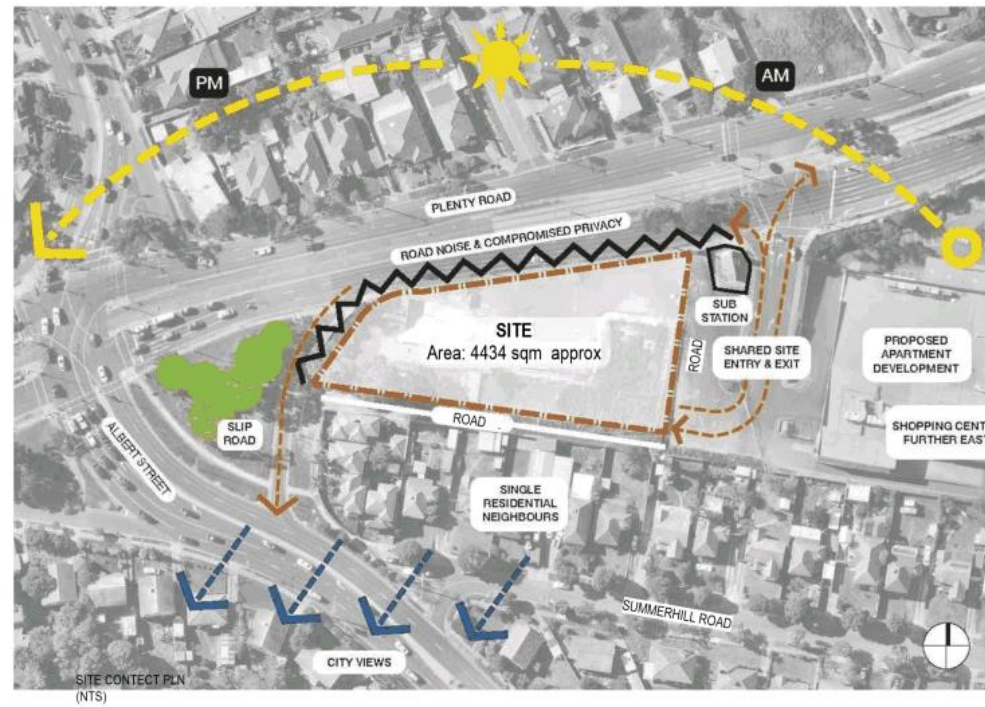 PM
AM
PLENTY ROAD
ROAD NOISE & COMPROMISED PRIVACY
SITE
Area: 4434 sqm approx
SUB
STATION
ROAD
SHARED SITE
ENTRY & EXIT
PROPOSED
APARTMENT
DEVELOPMENT
SHOPPING CENT
FURTHER EAST
SLIP
ROAD
ROAD
ALBERT STREET
SINGLE
RESIDENTIAL
NEIGHBOURS
SUMMERHILL ROAD
CITY VIEWS
SITE CONTECT PLN
(NTS)